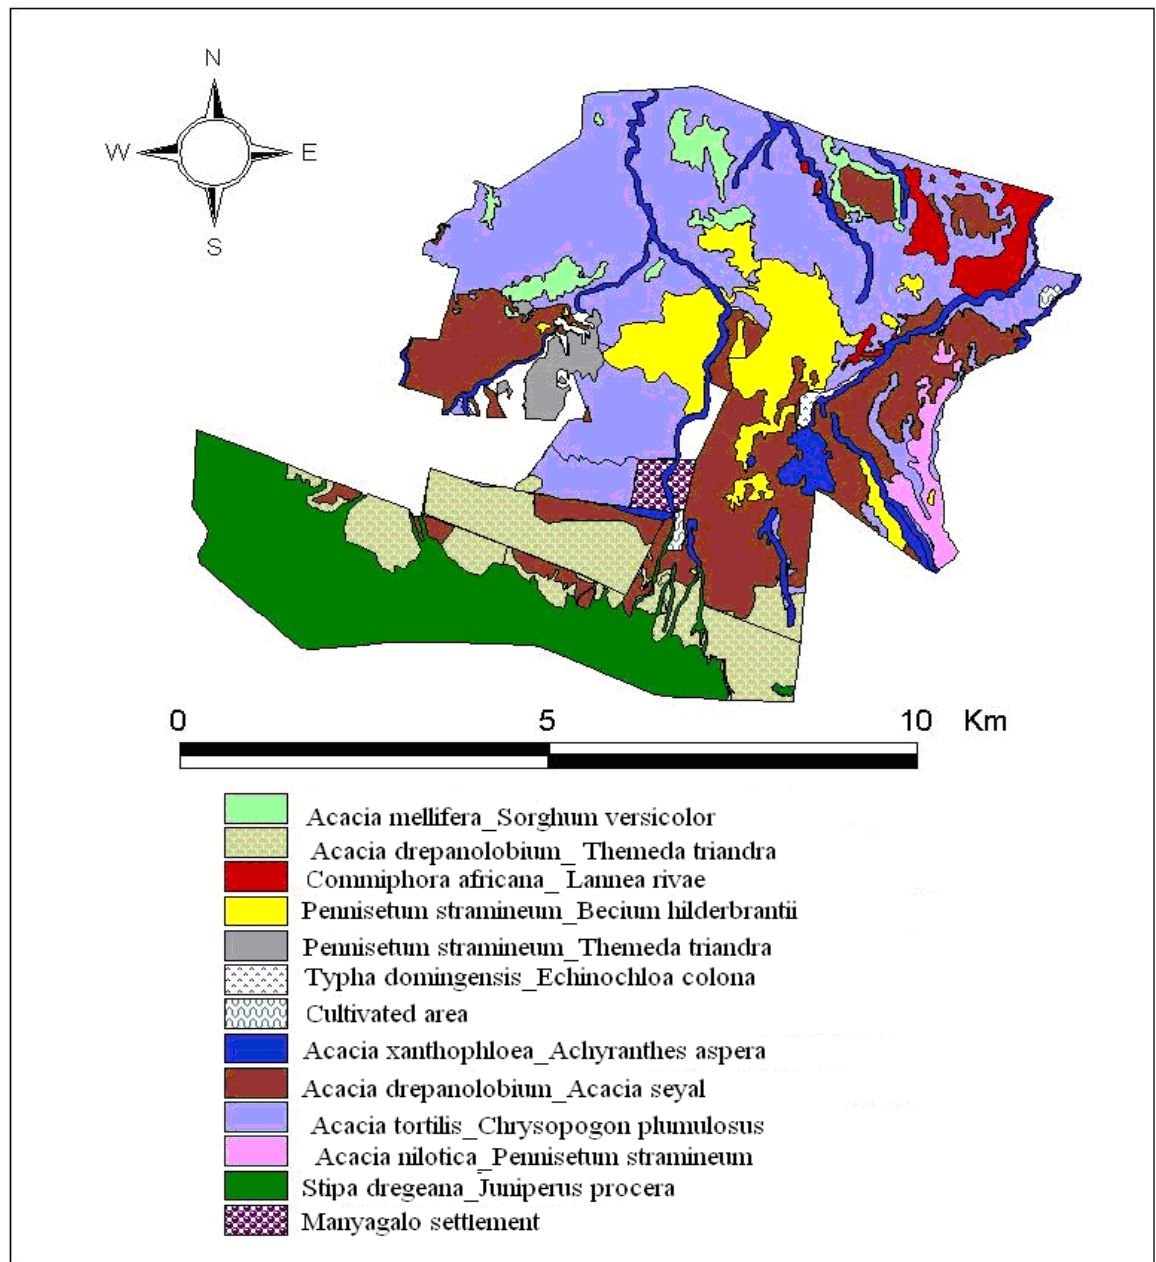 N
W E
S
0 5 10 Km
Acacia mellifera_Sorghum versicolor
Acacia drepanolobium_ Themeda triandra
Commiphora africana_ Lannea rivae
Pennisetum stramineum_Becium hilderbrantii
Pennisetum stramineum_Themeda triandra
Typha domingensis_Echinochloa colona
Cultivated area
Acacia xanthophloea_Achyranthes aspera
Acacia drepanolobium_Acacia seyal
Acacia tortilis_Chrysopogon plumulosus
Acacia nilotica_Pennisetum stramineum
Stipa dregeana_Juniperus procera
Manyagalo settlement